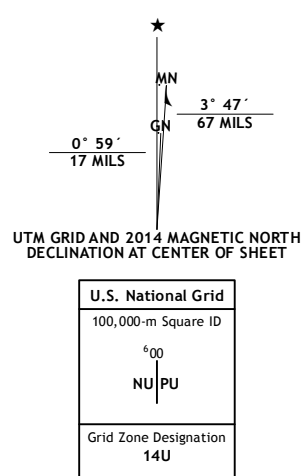 MN
3° 47´
67 MILS
GN
0° 59´
17 MILS
UTM GRID AND 2014 MAGNETIC NORTH
DECLINATION AT CENTER OF SHEET
U.S. National Grid
100,000-m Square ID
⁶00
NU PU
Grid Zone Designation
14U